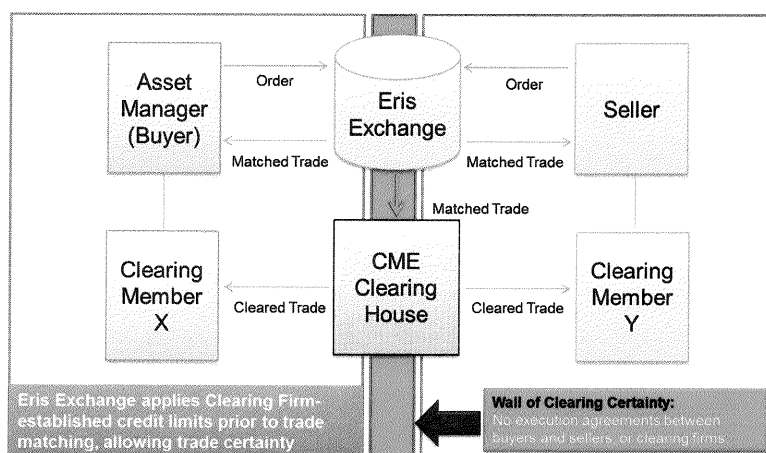 Asset
Manager
(Buyer)
Order
Eris
Exchange
Order
Seller
Matched Trade
Matched Trade
Matched Trade
Clearing
Member
X
Cleared Trade
CME
Clearing
House
Cleared Trade
Clearing
Member
Y
Eris Exchange applies Clearing Firm-
established credit limits prior to trade
matching, allowing trade certainty
Wall of Clearing Certainty:
No execution agreements between
buyers and sellers, or clearing firms